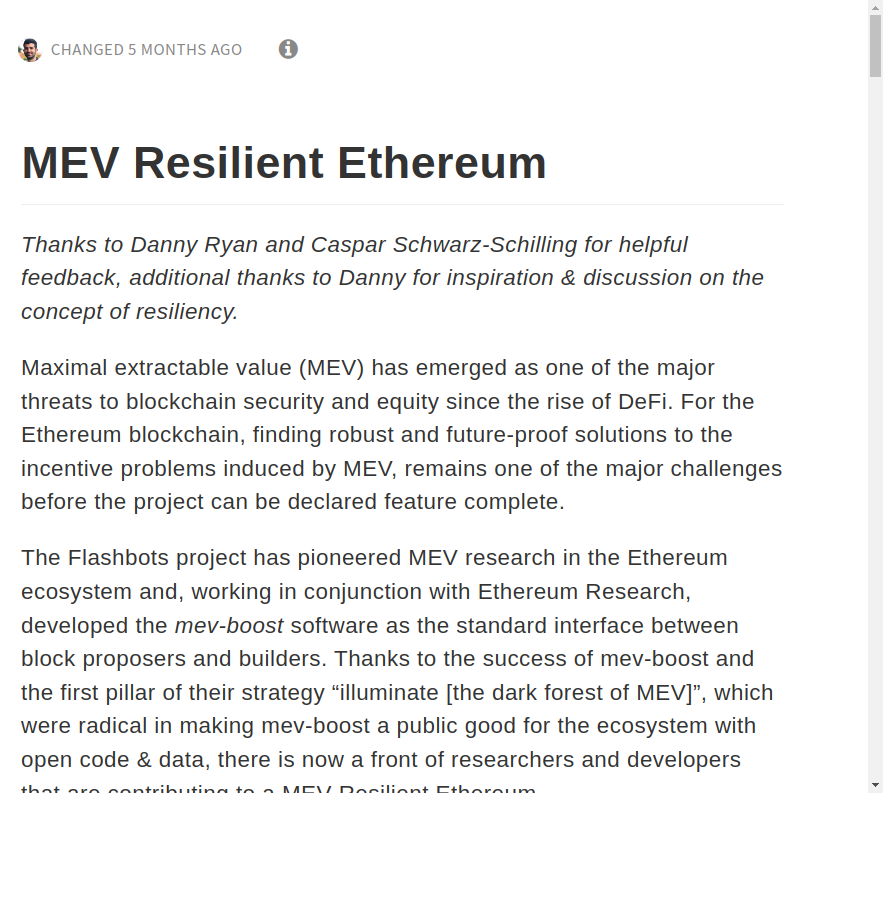 CHANGED 5 MONTHS AGO
MEV Resilient Ethereum
Thanks to Danny Ryan and Caspar Schwarz-Schilling for helpful
feedback, additional thanks to Danny for inspiration & discussion on the
concept of resiliency.
Maximal extractable value (MEV) has emerged as one of the major
threats to blockchain security and equity since the rise of DeFi. For the
Ethereum blockchain, finding robust and future-proof solutions to the
incentive problems induced by MEV, remains one of the major challenges
before the project can be declared feature complete.
The Flashbots project has pioneered MEV research in the Ethereum
ecosystem and, working in conjunction with Ethereum Research,
developed the mev-boost software as the standard interface between
block proposers and builders. Thanks to the success of mev-boost and
the first pillar of their strategy “illuminate [the dark forest of MEV]”, which
were radical in making mev-boost a public good for the ecosystem with
open code & data, there is now a front of researchers and developers
that are contributing to a MEV Resilient Ethereum